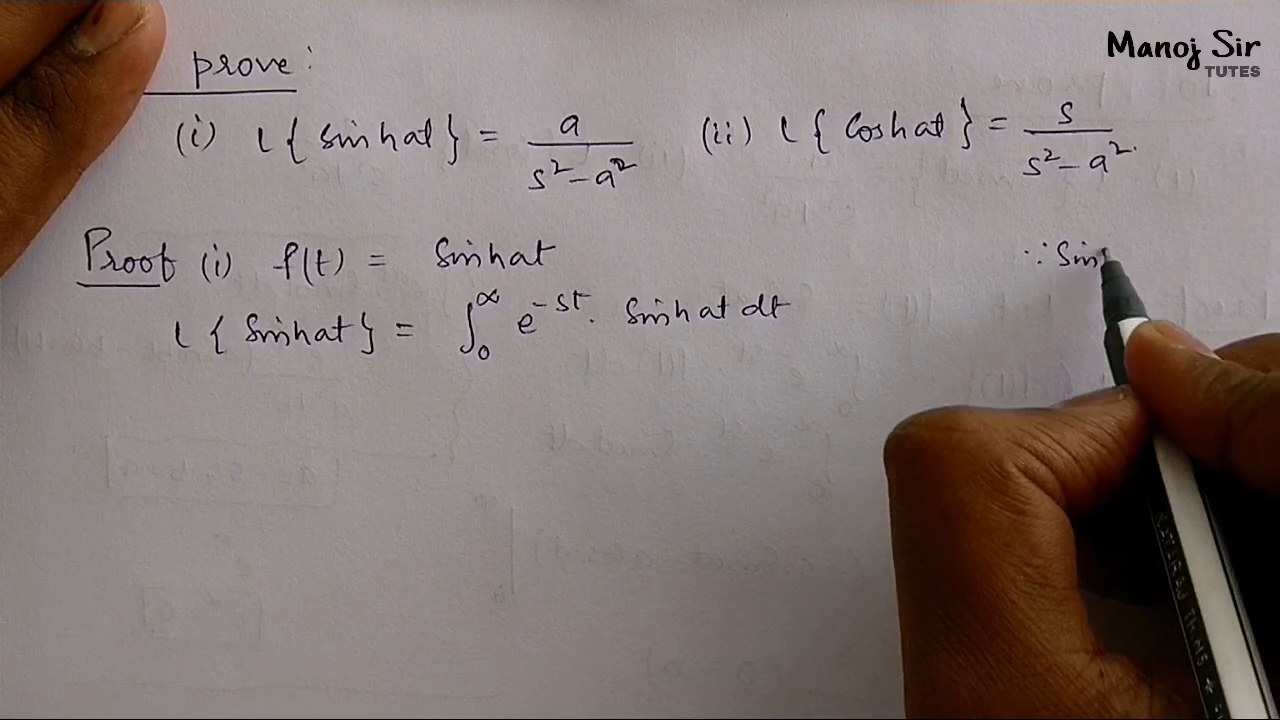 Manoj Sir
TUTES
prove:
(i) L{sinhat} = a/(s²-a²) (ii) L{Coshat} = s/(s²-a²)
Proof (i) f(t) = sinhat
∵ Sin
L{sinhat} = ∫₀^∞ e^-st. sinhat dt